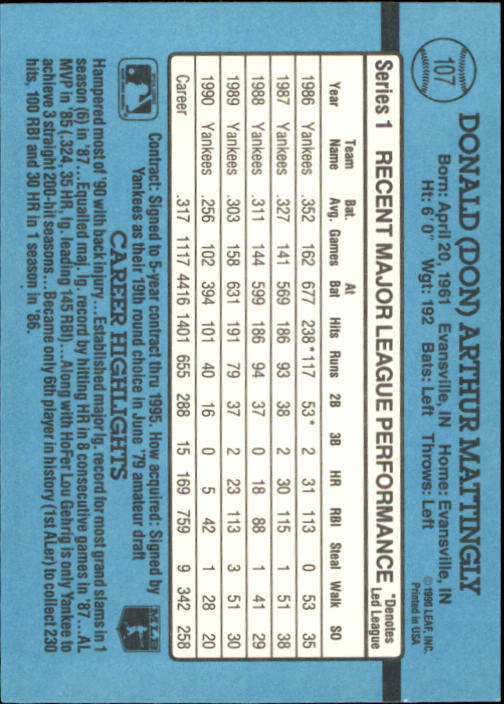 107
DONALD (DON) ARTHUR MATTINGLY
Born: April 20, 1961 Evansville, IN Home: Evansville, IN
Ht: 6' 0" Wgt: 192 Bats: Left Throws: Left
© 1990 LEAF, INC.
Printed in USA
Series 1 RECENT MAJOR LEAGUE PERFORMANCE *Denotes Led League
Year Team Name Bat. Avg. Games At Bat Hits Runs 2B 3B HR RBI Steal Walk SO
1986 Yankees .352 162 677 238* 117 53* 2 31 113 0 53 35
1987 Yankees .327 141 569 186 93 38 2 30 115 1 51 38
1988 Yankees .311 144 599 186 94 37 0 18 88 1 41 29
1989 Yankees .303 158 631 191 79 37 2 23 113 3 51 30
1990 Yankees .256 102 394 101 40 16 0 5 42 1 28 20
Career .317 1117 4416 1401 655 288 15 169 759 9 342 258
Contract: Signed to 5-year contract thru 1995. How acquired: Signed by
Yankees as their 19th round choice in June '79 amateur draft
MLB
CAREER HIGHLIGHTS
Hampered most of '90 with back injury...Established major lg. record for most grand slams in 1
season (6) in '87...Equalled maj. lg. record by hitting HR in 8 consecutive games in '87...AL
MVP in '85 (.324, 35 HR, lg. leading 145 RBI)...Along with HoFer Lou Gehrig is only Yankee to
achieve 3 straight 200-hit seasons...Became only 6th player in history (1st ALer) to collect 230
hits, 100 RBI and 30 HR in 1 season in '86.